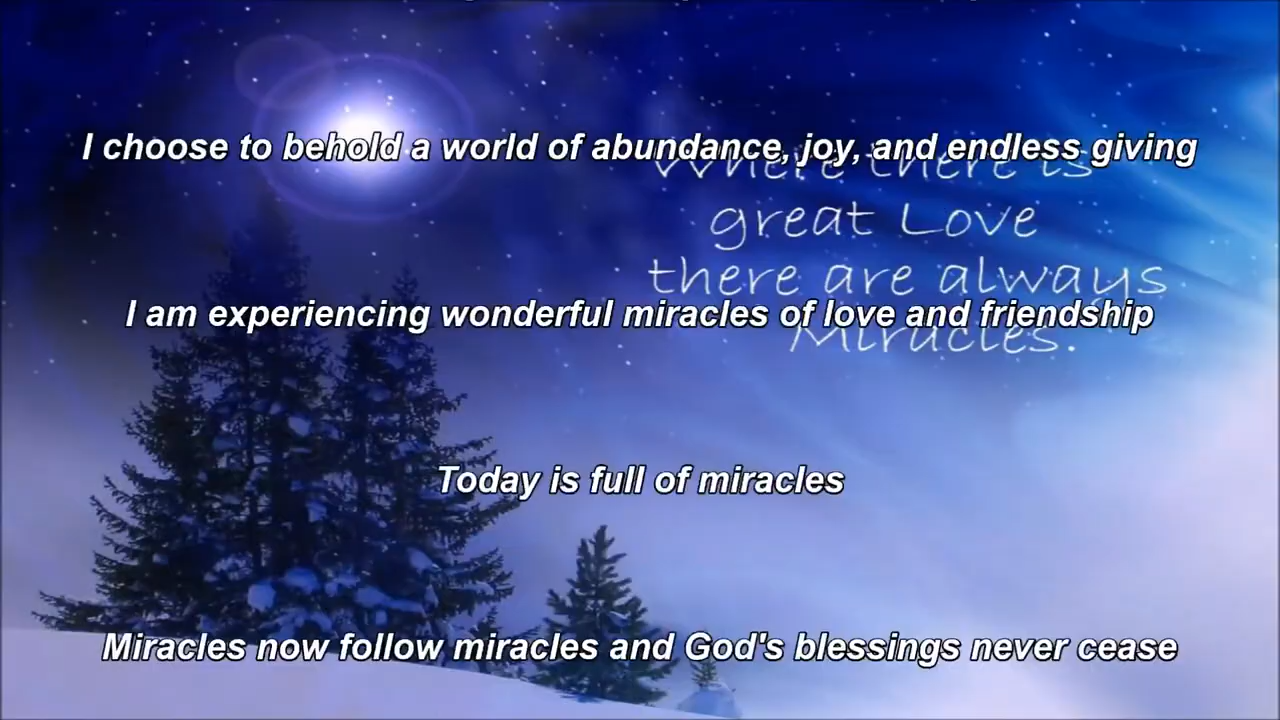 I choose to behold a world of abundance, joy, and endless giving
Where there is
great Love
there are always
I am experiencing wonderful miracles of love and friendship
Miracles.
Today is full of miracles
Miracles now follow miracles and God's blessings never cease